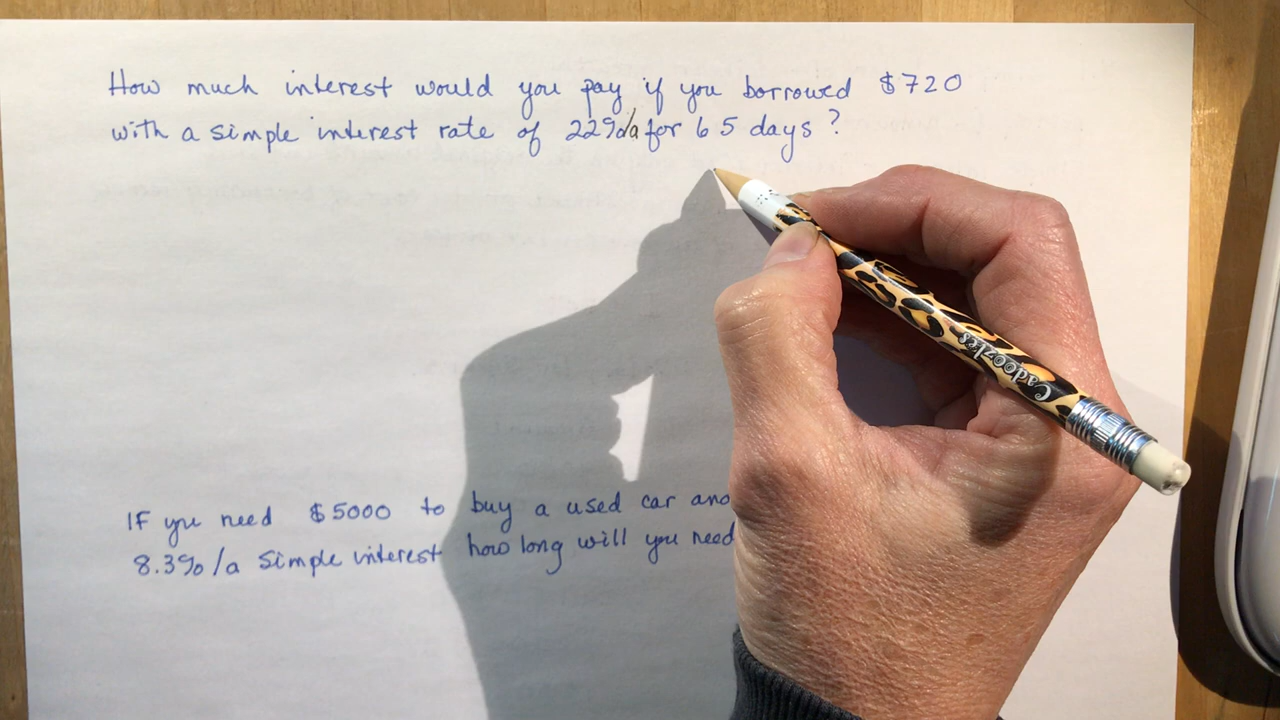 How much interest would you pay if you borrowed $720
with a simple interest rate of 22%/a for 65 days?
Cadoozles
IF you need $5000 to buy a used car
8.3%/a simple interest how long will you need